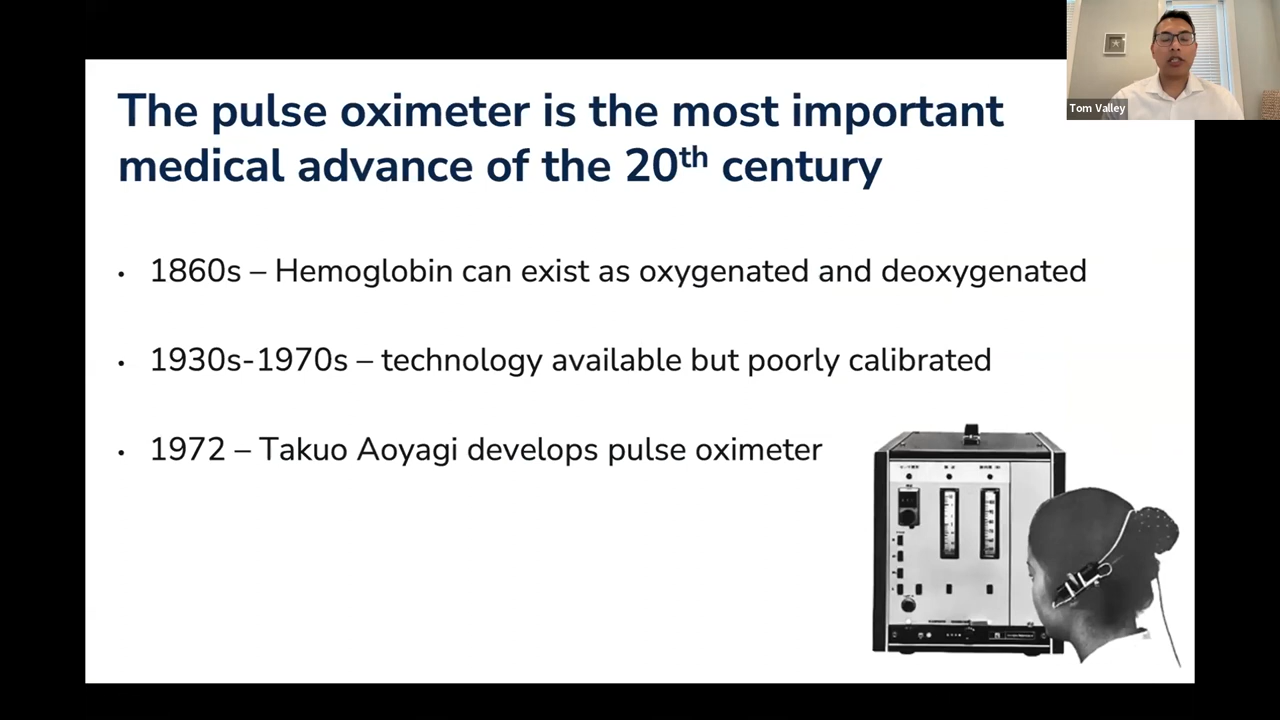 The pulse oximeter is the most important
medical advance of the 20th century
• 1860s – Hemoglobin can exist as oxygenated and deoxygenated
• 1930s-1970s – technology available but poorly calibrated
• 1972 – Takuo Aoyagi develops pulse oximeter
Tom Valley